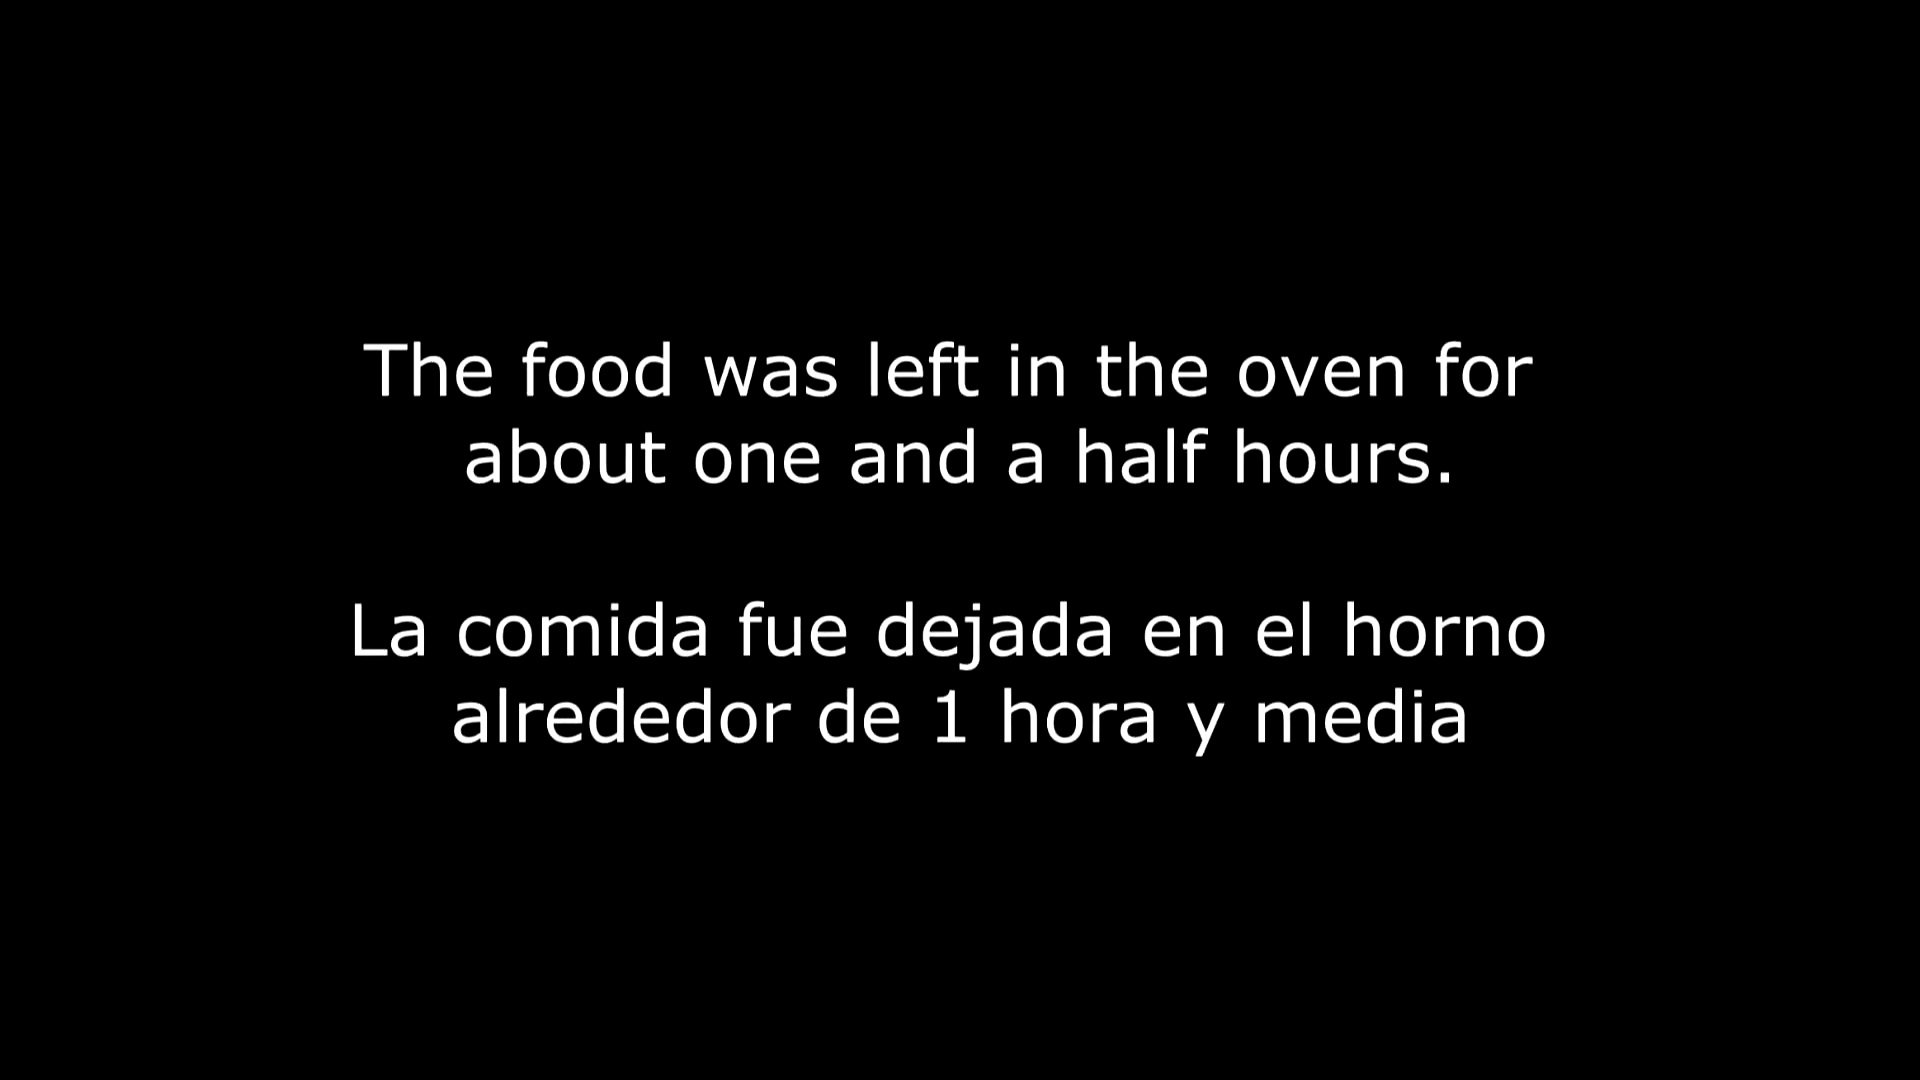 The food was left in the oven for
about one and a half hours.
La comida fue dejada en el horno
alrededor de 1 hora y media